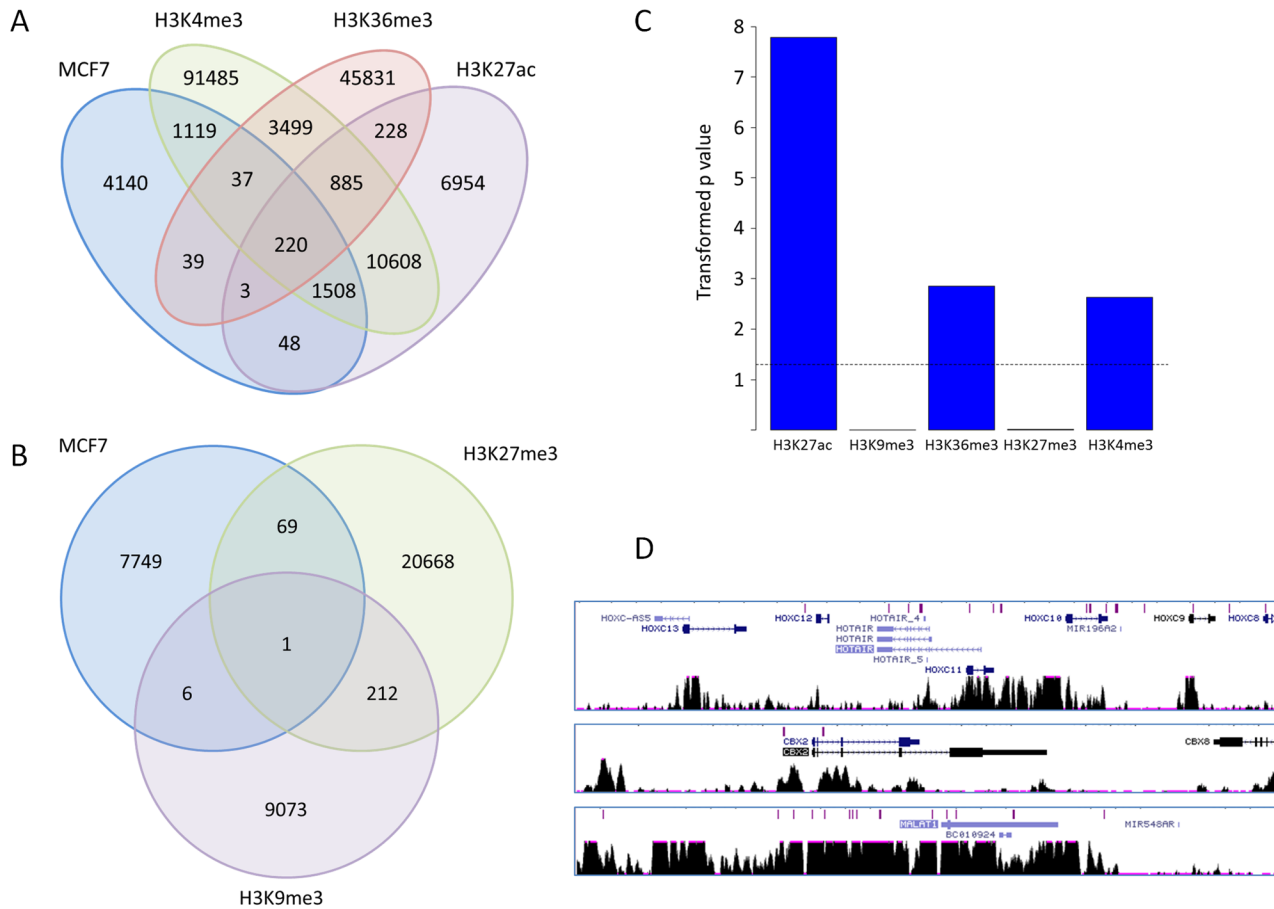 A
H3K4me3
H3K36me3
MCF7
H3K27ac
91485
45831
1119
3499
228
4140
37
885
6954
39
220
10608
3
1508
48
B
MCF7
H3K27me3
69
7749
20668
1
6
212
9073
H3K9me3
C
Transformed p value
8
7
6
5
4
3
2
1
H3K27ac H3K9me3 H3K36me3 H3K27me3 H3K4me3
D
HOXC-AS5 HOXC12 HOTAIR_4 HOXC10 HOXC9 HOXC8
HOXC13 HOTAIR MIR196A2
HOTAIR
HOTAIR
HOTAIR_5
HOXC11
CBX2 CBX8
CBX2
MALAT1 MIR548AR
BC010924